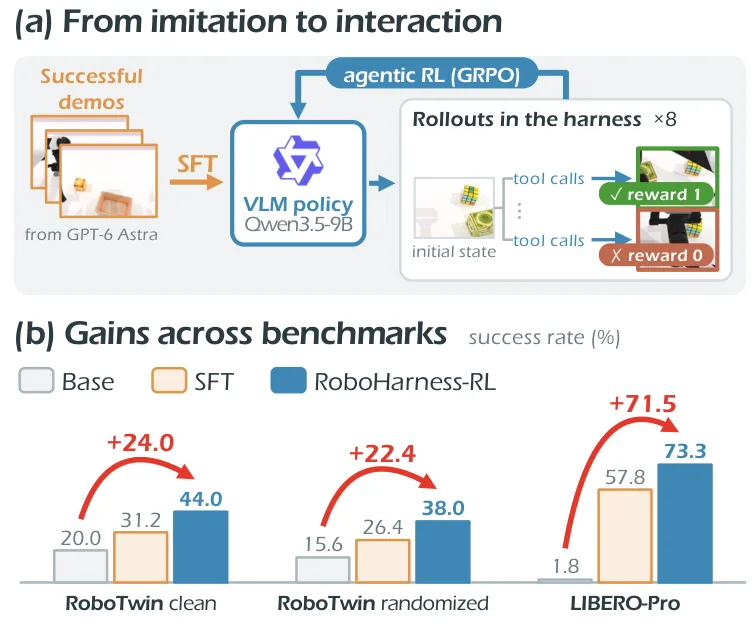 (a) From imitation to interaction
Successful
demos
from GPT-6 Astra
SFT
agentic RL (GRPO)
VLM policy
Qwen3.5-9B
Rollouts in the harness ×8
initial state
tool calls
✓ reward 1
⋮
tool calls
✗ reward 0
(b) Gains across benchmarks success rate (%)
Base SFT RoboHarness-RL
+24.0
20.0
31.2
44.0
RoboTwin clean
+22.4
15.6
26.4
38.0
RoboTwin randomized
+71.5
1.8
57.8
73.3
LIBERO-Pro